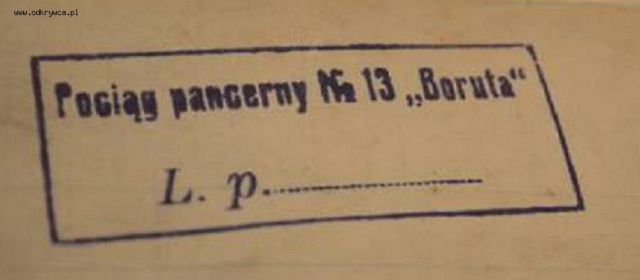 www.odkrywca.pl
Pociąg pancerny № 13 „Boruta“
L. p...............................